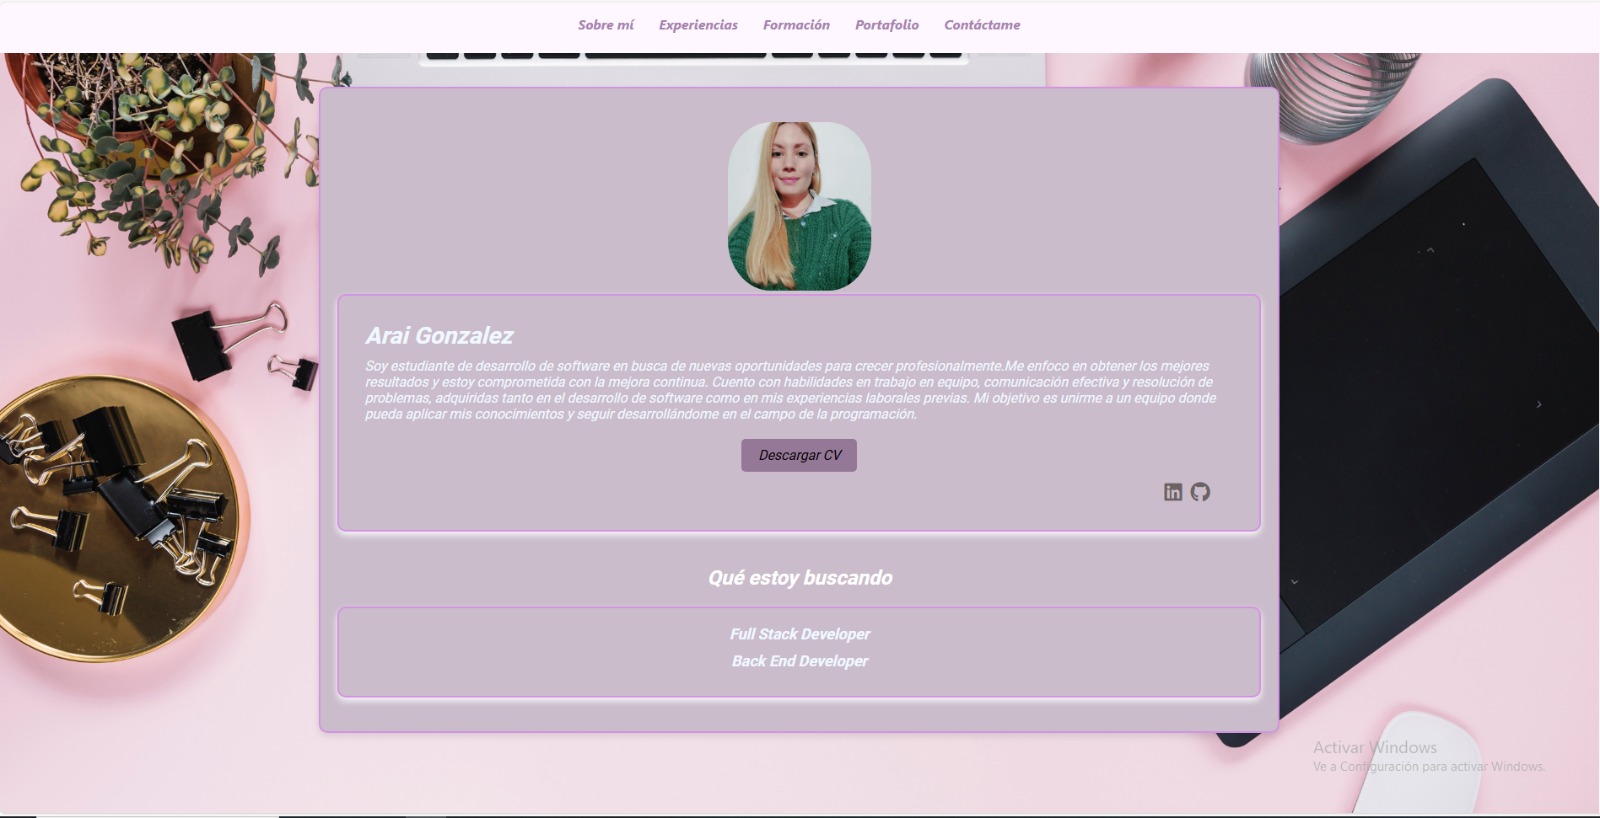 Sobre mí Experiencias Formación Portafolio Contáctame
Arai Gonzalez
Soy estudiante de desarrollo de software en busca de nuevas oportunidades para crecer profesionalmente.Me enfoco en obtener los mejores
resultados y estoy comprometida con la mejora continua. Cuento con habilidades en trabajo en equipo, comunicación efectiva y resolución de
problemas, adquiridas tanto en el desarrollo de software como en mis experiencias laborales previas. Mi objetivo es unirme a un equipo donde
pueda aplicar mis conocimientos y seguir desarrollándome en el campo de la programación.
Descargar CV
in
Qué estoy buscando
Full Stack Developer
Back End Developer
Activar Windows
Ve a Configuración para activar Windows.